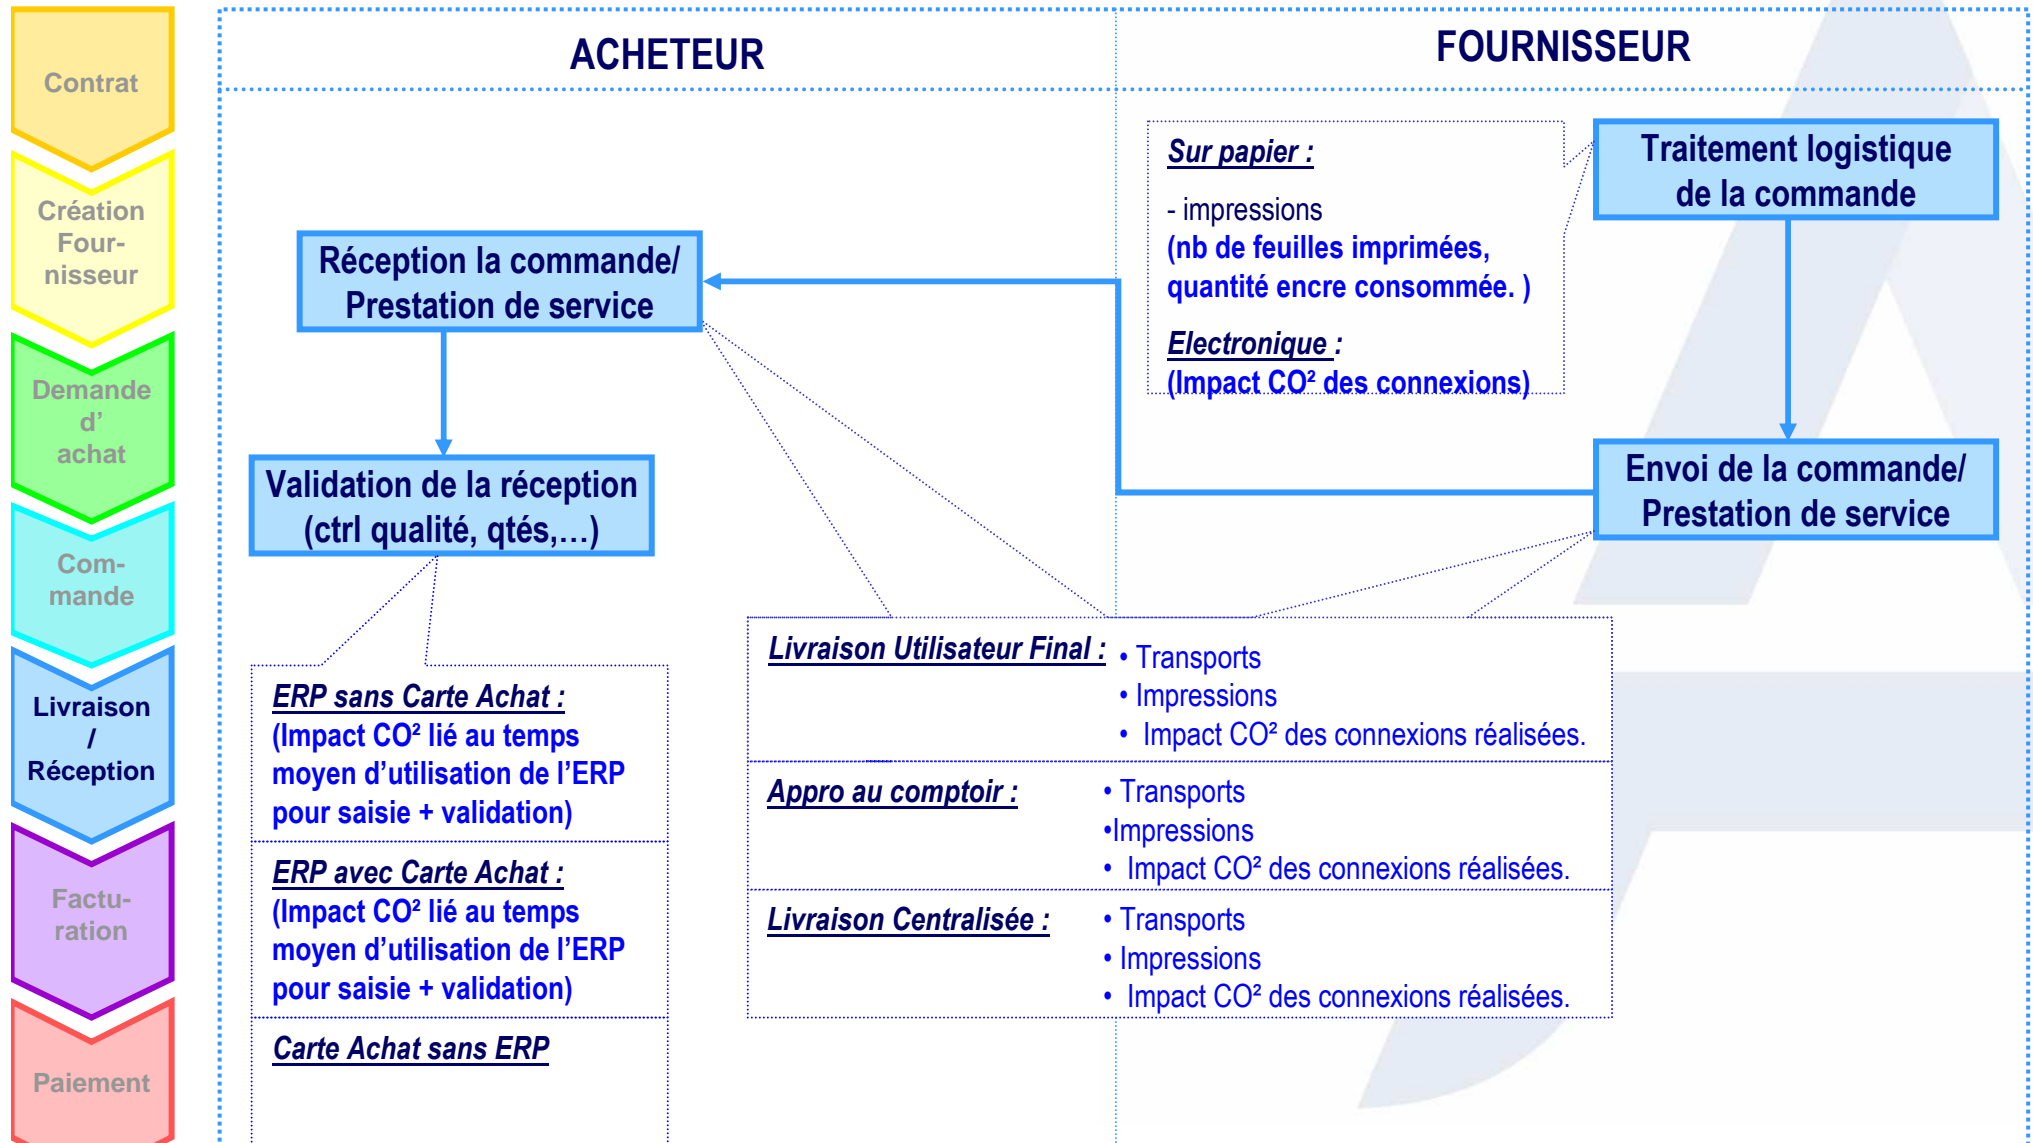 Contrat
Création
Four-
nisseur
Demande
d'
achat
Com-
mande
Livraison
/
Réception
Factu-
ration
Paiement
ACHETEUR
FOURNISSEUR
Sur papier :
- impressions
(nb de feuilles imprimées,
quantité encre consommée. )
Electronique :
(Impact CO² des connexions)
Traitement logistique
de la commande
Réception la commande/
Prestation de service
Envoi de la commande/
Prestation de service
Validation de la réception
(ctrl qualité, qtés,…)
ERP sans Carte Achat :
(Impact CO² lié au temps
moyen d’utilisation de l’ERP
pour saisie + validation)
ERP avec Carte Achat :
(Impact CO² lié au temps
moyen d’utilisation de l’ERP
pour saisie + validation)
Carte Achat sans ERP
Livraison Utilisateur Final : • Transports
• Impressions
• Impact CO² des connexions réalisées.
Appro au comptoir : • Transports
•Impressions
• Impact CO² des connexions réalisées.
Livraison Centralisée : • Transports
• Impressions
• Impact CO² des connexions réalisées.